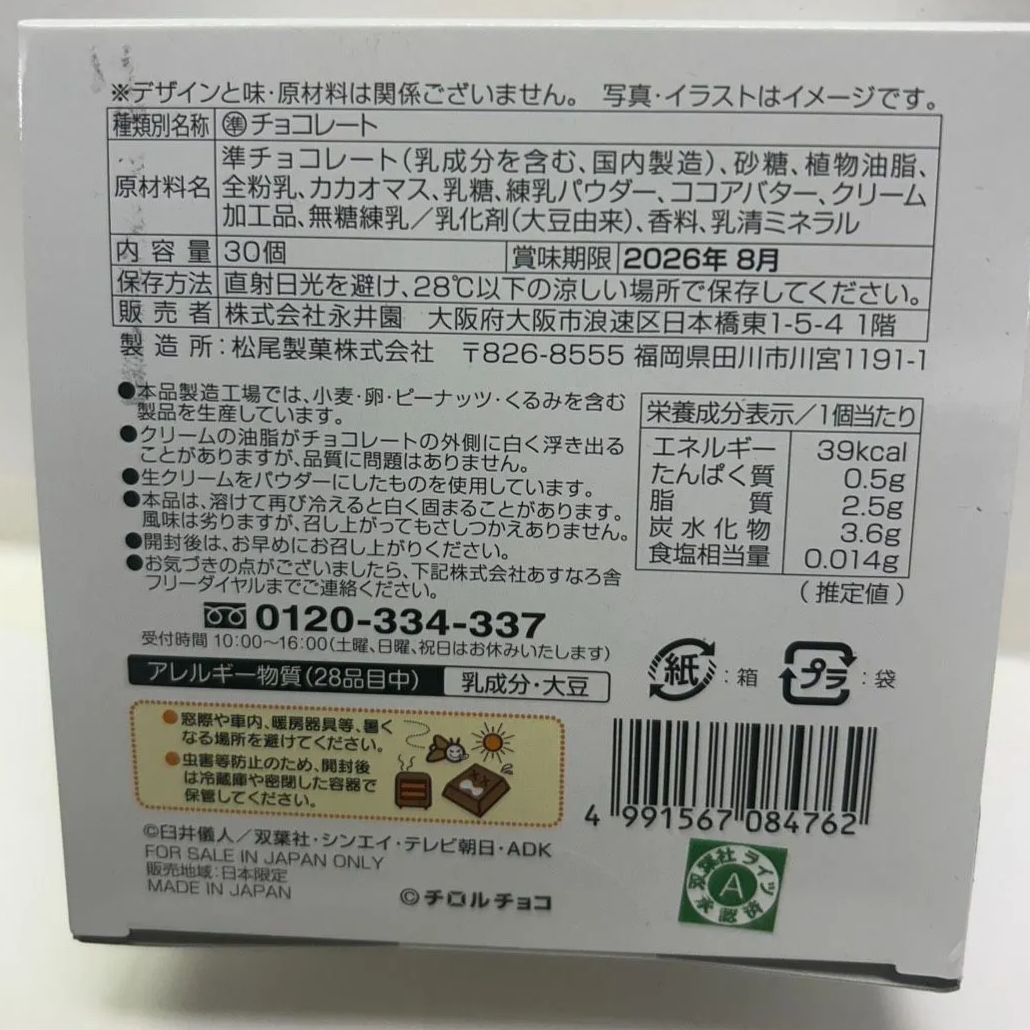 ※デザインと味・原材料は関係ございません。 写真・イラストはイメージです。
種類別名称 ㊟チョコレート
原材料名 準チョコレート(乳成分を含む、国内製造)、砂糖、植物油脂、
全粉乳、カカオマス、乳糖、練乳パウダー、ココアバター、クリーム
加工品、無糖練乳／乳化剤(大豆由来)、香料、乳清ミネラル
内容量 30個 賞味期限 2026年 8月
保存方法 直射日光を避け、28℃以下の涼しい場所で保存してください。
販売者 株式会社永井園 大阪府大阪市浪速区日本橋東1-5-4 1階
製造所:松尾製菓株式会社 〒826-8555 福岡県田川市川宮1191-1
●本品製造工場では、小麦・卵・ピーナッツ・くるみを含む
製品を生産しています。
●クリームの油脂がチョコレートの外側に白く浮き出る
ことがありますが、品質に問題はありません。
●生クリームをパウダーにしたものを使用しています。
●本品は、溶けて再び冷えると白く固まることがあります。
風味は劣りますが、召し上がってもさしつかえありません。
●開封後は、お早めにお召し上がりください。
●お気づきの点がございましたら、下記株式会社あすなろ舎
フリーダイヤルまでご連絡ください。
0120-334-337
受付時間 10:00〜16:00(土曜、日曜、祝日はお休みいたします)
アレルギー物質(28品目中) 乳成分・大豆
栄養成分表示／1個当たり
エネルギー 39kcal
たんぱく質 0.5g
脂質 2.5g
炭水化物 3.6g
食塩相当量 0.014g
(推定値)
紙:箱 プラ:袋
●窓際や車内、暖房器具等、暑く
なる場所を避けてください。
●虫害等防止のため、開封後
は冷蔵庫や密閉した容器で
保管してください。
4 991567 084762
©臼井儀人／双葉社・シンエイ・テレビ朝日・ADK
FOR SALE IN JAPAN ONLY
販売地域:日本限定
MADE IN JAPAN
©チロルチョコ
双葉社ライツ
A
承認済